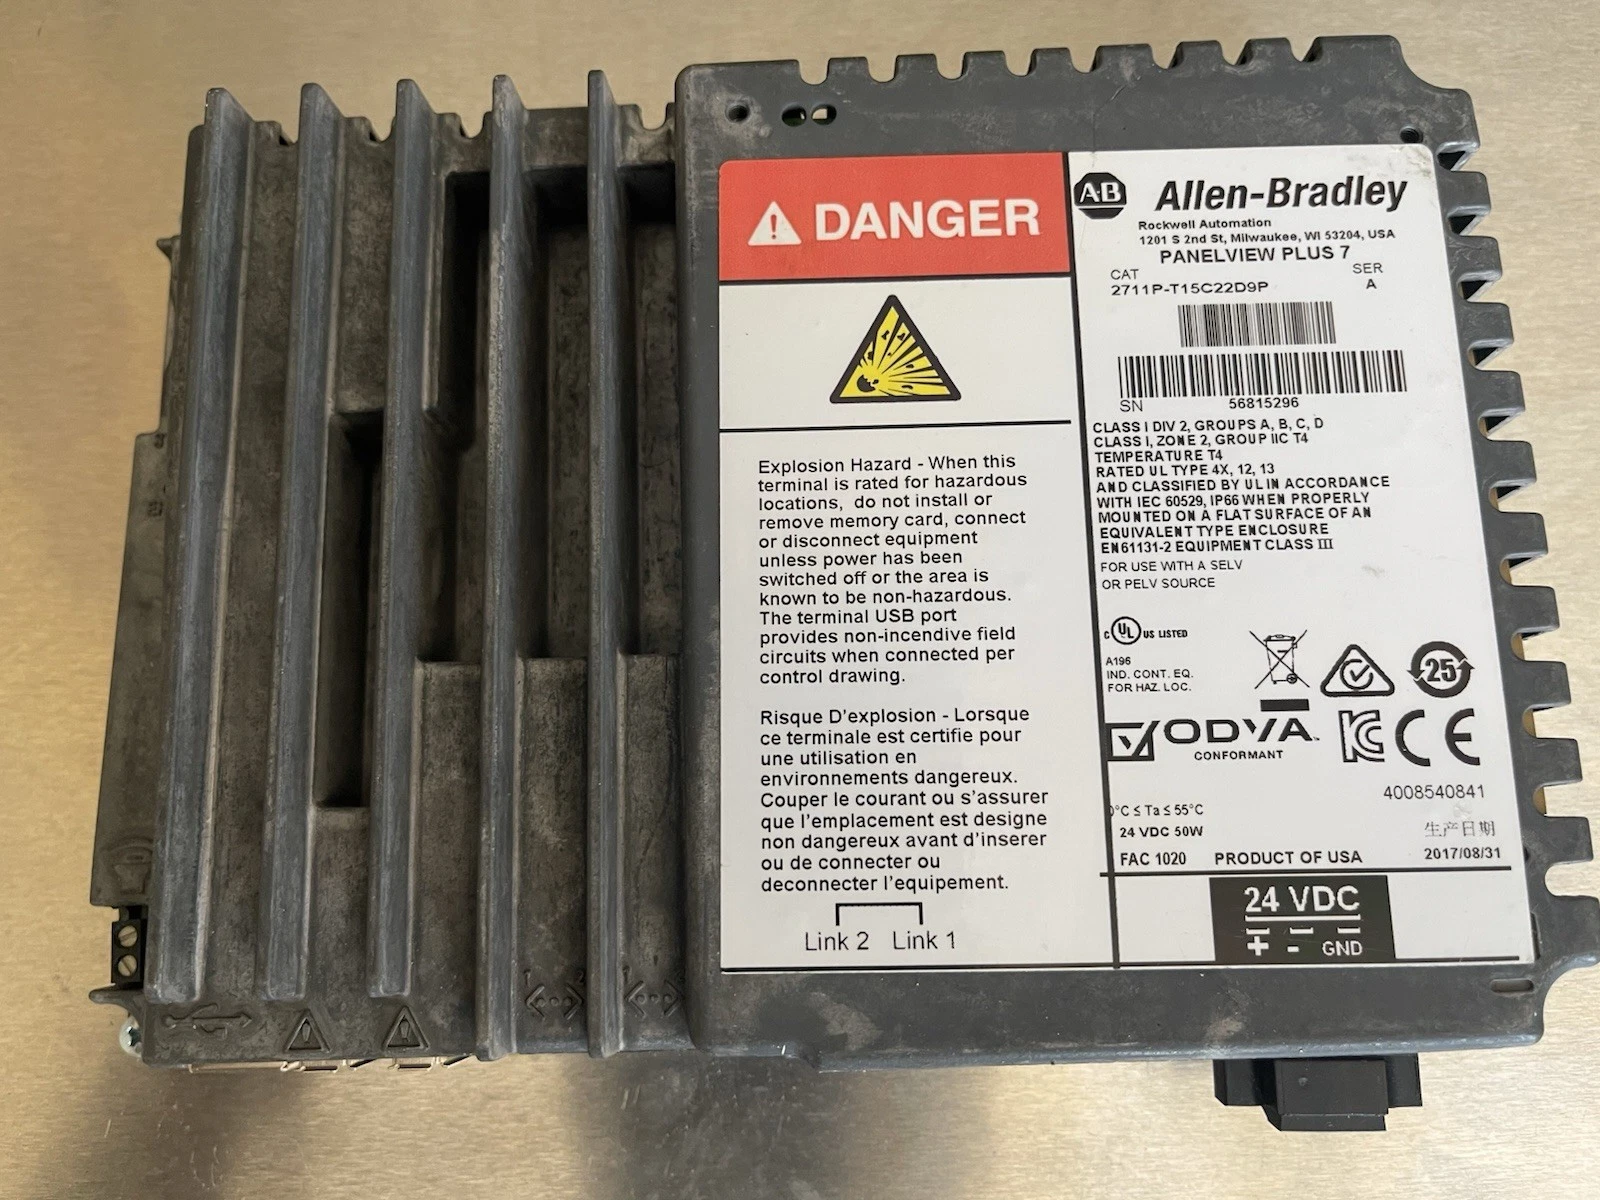 DANGER
Explosion Hazard - When this
terminal is rated for hazardous
locations, do not install or
remove memory card, connect
or disconnect equipment
unless power has been
switched off or the area is
known to be non-hazardous.
The terminal USB port
provides non-incendive field
circuits when connected per
control drawing.
Risque D'explosion - Lorsque
ce terminale est certifie pour
une utilisation en
environnements dangereux.
Couper le courant ou s'assurer
que l'emplacement est designe
non dangereux avant d'inserer
ou de connecter ou
deconnecter l'equipement.
Link 2 Link 1
A-B Allen-Bradley
Rockwell Automation
1201 S 2nd St, Milwaukee, WI 53204, USA
PANELVIEW PLUS 7
CAT SER
2711P-T15C22D9P A
SN 56815296
CLASS I DIV 2, GROUPS A, B, C, D
CLASS I, ZONE 2, GROUP IIC T4
TEMPERATURE T4
RATED UL TYPE 4X, 12, 13
AND CLASSIFIED BY UL IN ACCORDANCE
WITH IEC 60529, IP66 WHEN PROPERLY
MOUNTED ON A FLAT SURFACE OF AN
EQUIVALENT TYPE ENCLOSURE
EN61131-2 EQUIPMENT CLASS III
FOR USE WITH A SELV
OR PELV SOURCE
c UL US LISTED
A196
IND. CONT. EQ.
FOR HAZ. LOC.
25
ODVA
CONFORMANT
KC CE
4008540841
0°C ≤ Ta ≤ 55°C
24 VDC 50W
生产日期
FAC 1020 PRODUCT OF USA 2017/08/31
24 VDC
+ - GND